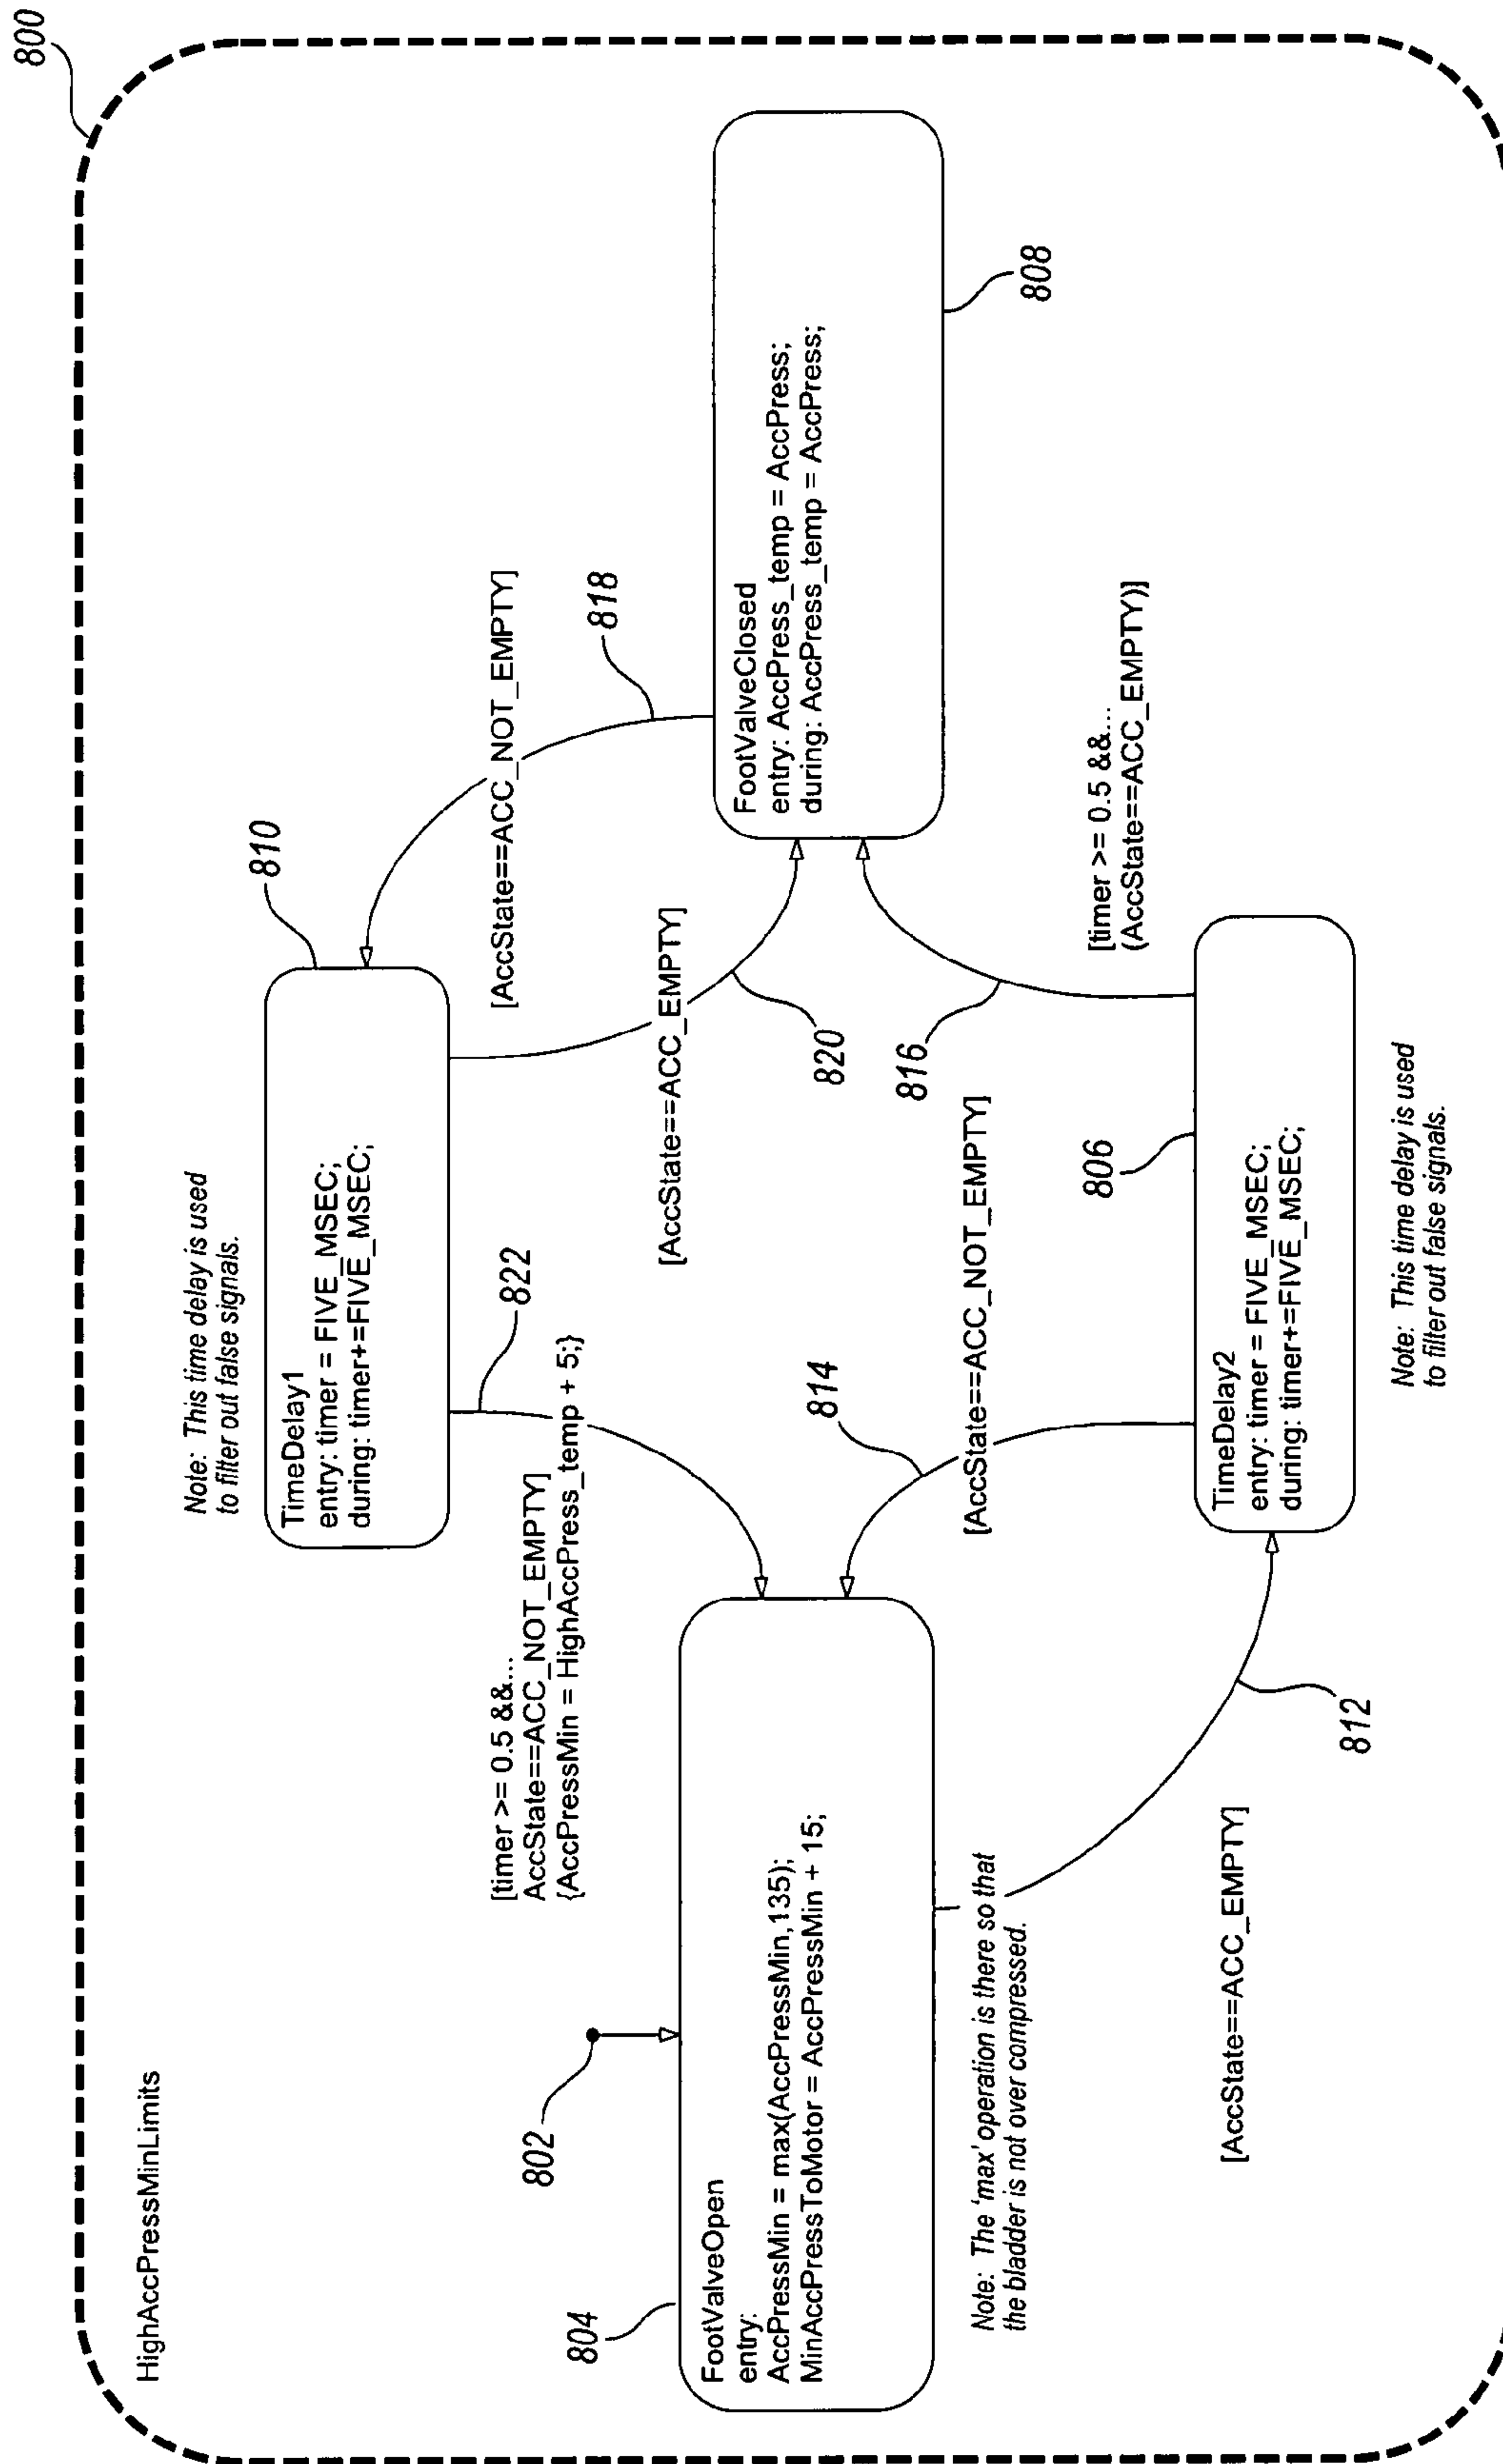 800
HighAccPressMinLimits
Note: This time delay is used
to filter out false signals.
810
TimeDelay1
entry: timer = FIVE_MSEC;
during: timer+=FIVE_MSEC;
822
[timer >= 0.5 &&...
AccState==ACC_NOT_EMPTY]
{AccPressMin = HighAccPress_temp + 5;}
[AccState==ACC_NOT_EMPTY]
818
802
804
FootValveOpen
entry:
AccPressMin = max(AccPressMin,135);
MinAccPressToMotor = AccPressMin + 15;
Note: The 'max' operation is there so that
the bladder is not over compressed.
[AccState==ACC_EMPTY]
820
FootValveClosed
entry: AccPress_temp = AccPress;
during: AccPress_temp = AccPress;
808
814
[AccState==ACC_NOT_EMPTY]
816
[timer >= 0.5 &&...
(AccState==ACC_EMPTY)]
806
TimeDelay2
entry: timer = FIVE_MSEC;
during: timer+=FIVE_MSEC;
Note: This time delay is used
to filter out false signals.
812
[AccState==ACC_EMPTY]